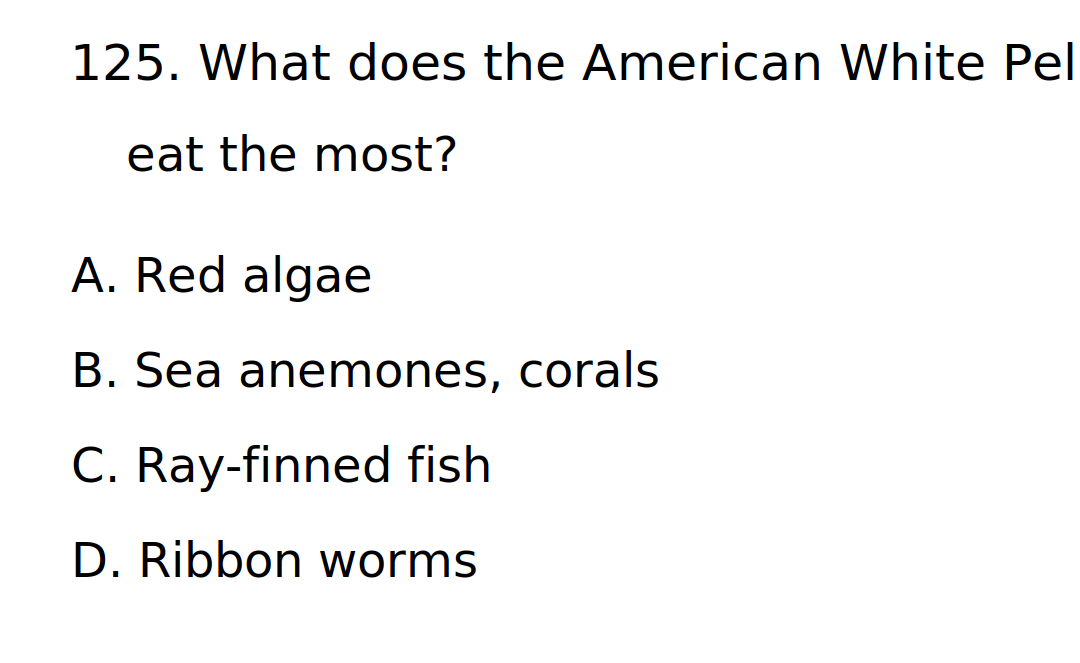 125. What does the American White Pel
eat the most?
A. Red algae
B. Sea anemones, corals
C. Ray-finned fish
D. Ribbon worms